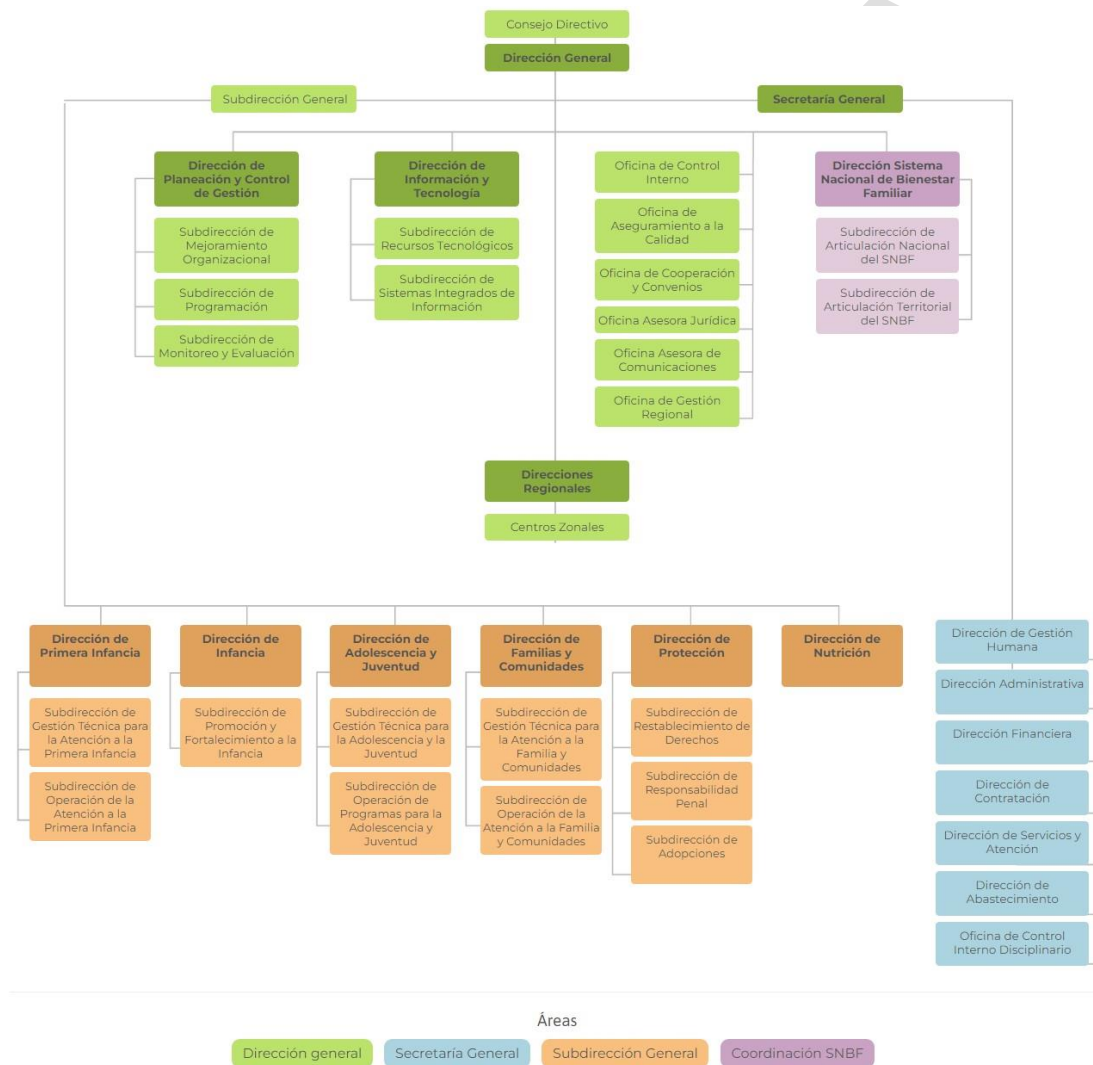 Consejo Directivo
Dirección General
Subdirección General
Secretaría General
Dirección de
Planeación y Control
de Gestión
Subdirección de
Mejoramiento
Organizacional
Subdirección de
Programación
Subdirección de
Monitoreo y Evaluación
Dirección de
Información y
Tecnología
Subdirección de
Recursos Tecnológicos
Subdirección de
Sistemas Integrados de
Información
Oficina de Control
Interno
Oficina de
Aseguramiento a la
Calidad
Oficina de Cooperación
y Convenios
Oficina Asesora Jurídica
Oficina Asesora de
Comunicaciones
Oficina de Gestión
Regional
Dirección Sistema
Nacional de Bienestar
Familiar
Subdirección de
Articulación Nacional
del SNBF
Subdirección de
Articulación Territorial
del SNBF
Direcciones
Regionales
Centros Zonales
Dirección de
Primera Infancia
Subdirección de
Gestión Técnica para
la Atención a la
Primera Infancia
Subdirección de
Operación de la
Atención a la
Primera Infancia
Dirección de
Infancia
Subdirección de
Promoción y
Fortalecimiento a la
Infancia
Dirección de
Adolescencia y
Juventud
Subdirección de
Gestión Técnica para
la Adolescencia y la
Juventud
Subdirección de
Operación de
Programas para la
Adolescencia y
Juventud
Dirección de
Familias y
Comunidades
Subdirección de
Gestión Técnica para
la Atención a la
Familia y
Comunidades
Subdirección de
Operación de la
Atención a la Familia
y Comunidades
Dirección de
Protección
Subdirección de
Restablecimiento de
Derechos
Subdirección de
Responsabilidad
Penal
Subdirección de
Adopciones
Dirección de
Nutrición
Dirección de Gestión
Humana
Dirección Administrativa
Dirección Financiera
Dirección de
Contratación
Dirección de Servicios y
Atención
Dirección de
Abastecimiento
Oficina de Control
Interno Disciplinario
Áreas
Dirección general
Secretaría General
Subdirección General
Coordinación SNBF